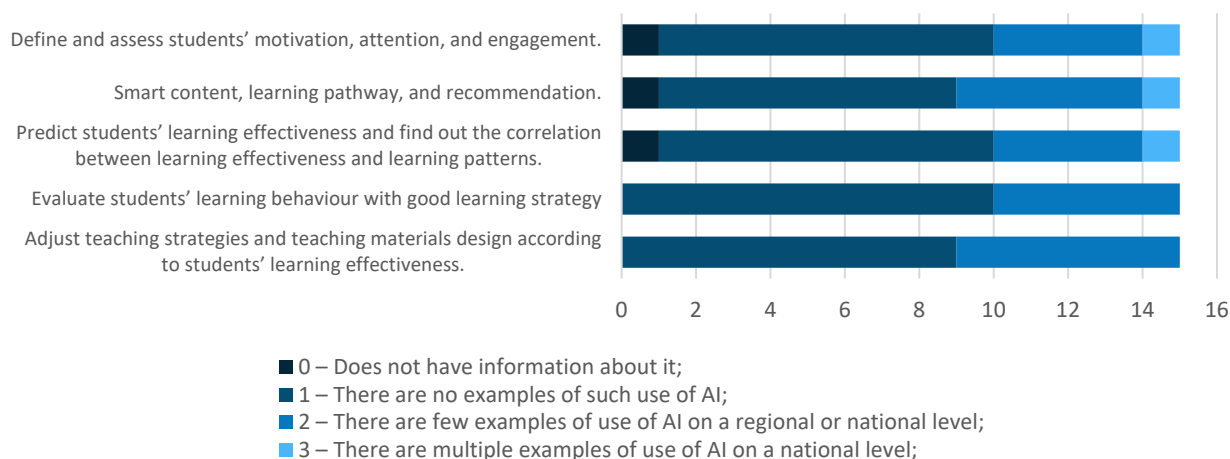 Define and assess students’ motivation, attention, and engagement.
Smart content, learning pathway, and recommendation.
Predict students’ learning effectiveness and find out the correlation
between learning effectiveness and learning patterns.
Evaluate students’ learning behaviour with good learning strategy
Adjust teaching strategies and teaching materials design according
to students’ learning effectiveness.
0 2 4 6 8 10 12 14 16
0 – Does not have information about it;
1 – There are no examples of such use of AI;
2 – There are few examples of use of AI on a regional or national level;
3 – There are multiple examples of use of AI on a national level;